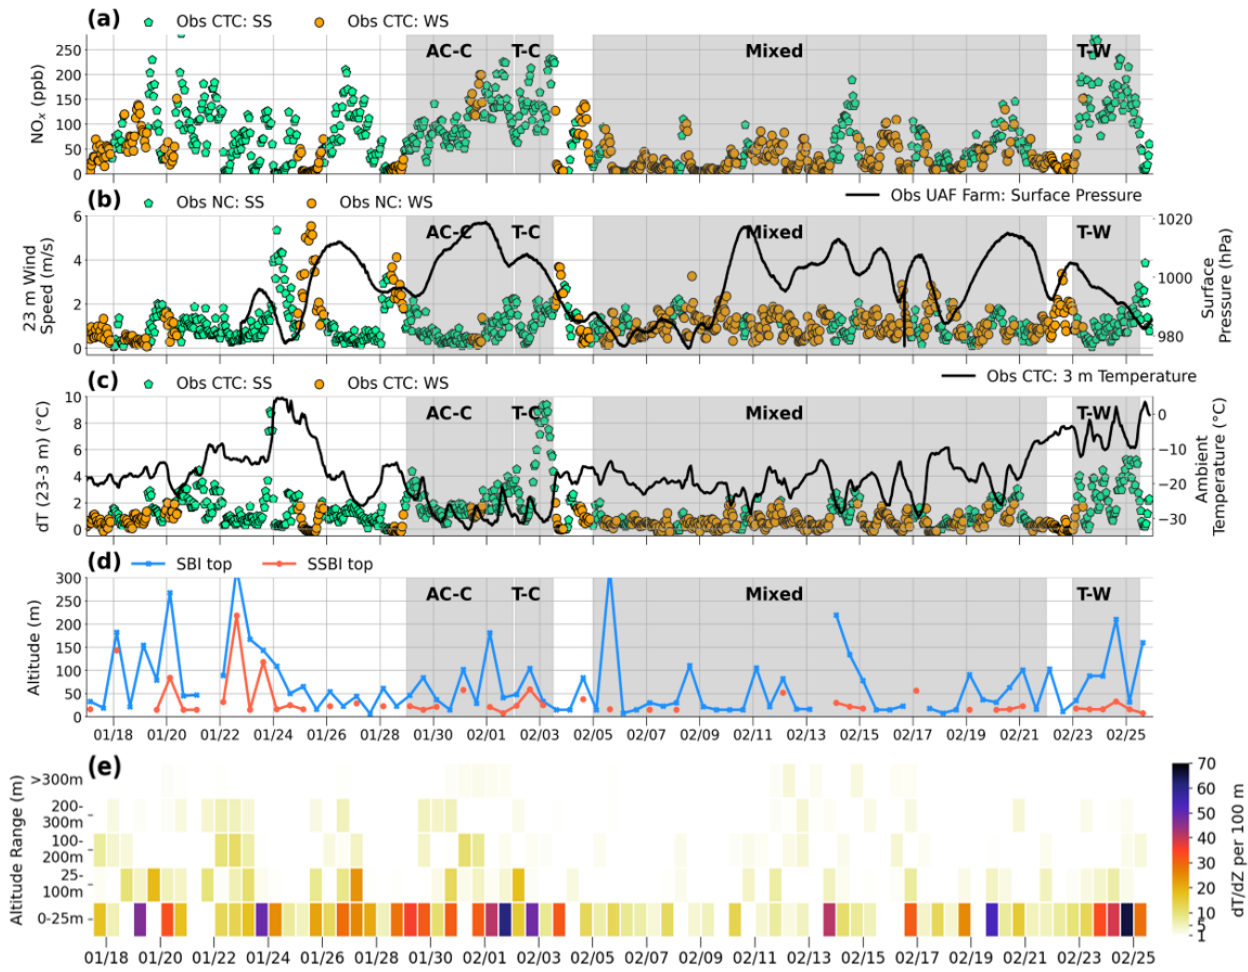 (a) Obs CTC: SS Obs CTC: WS
AC-C T-C Mixed T-W
NOx (ppb)
250
200
150
100
50
0
(b) Obs NC: SS Obs NC: WS Obs UAF Farm: Surface Pressure
AC-C T-C Mixed T-W
23 m Wind
Speed (m/s)
6
4
2
0
1020
1000
980
Surface
Pressure (hPa)
(c) Obs CTC: SS Obs CTC: WS Obs CTC: 3 m Temperature
AC-C T-C Mixed T-W
dT (23-3 m) (°C)
10
8
6
4
2
0
0
−10
−20
−30
Ambient
Temperature (°C)
(d) SBI top SSBI top
AC-C T-C Mixed T-W
Altitude (m)
300
250
200
150
100
50
0
01/18 01/20 01/22 01/24 01/26 01/28 01/30 02/01 02/03 02/05 02/07 02/09 02/11 02/13 02/15 02/17 02/19 02/21 02/23 02/25
(e)
Altitude Range (m)
>300m
200-
300m
100-
200m
25-
100m
0-25m
01/18 01/20 01/22 01/24 01/26 01/28 01/30 02/01 02/03 02/05 02/07 02/09 02/11 02/13 02/15 02/17 02/19 02/21 02/23 02/25
70
60
50
40
30
20
10
5
1
dT/dZ per 100 m